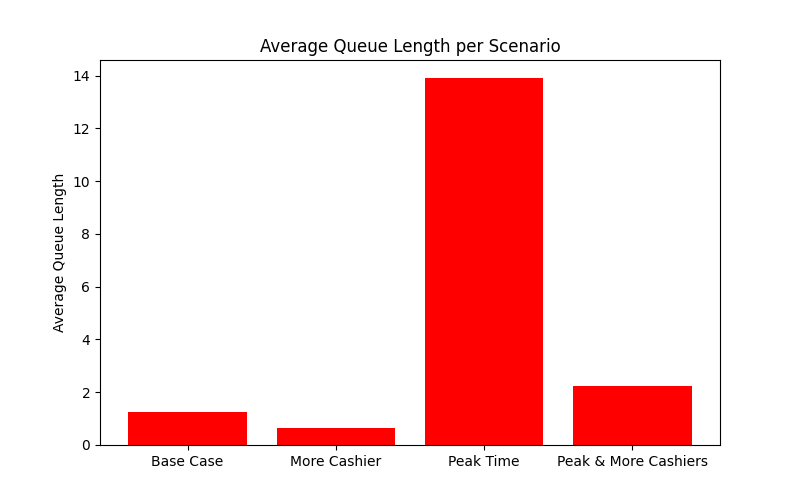 Average Queue Length per Scenario
14
12
10
8
6
4
2
0
Average Queue Length
Base Case
More Cashier
Peak Time
Peak & More Cashiers